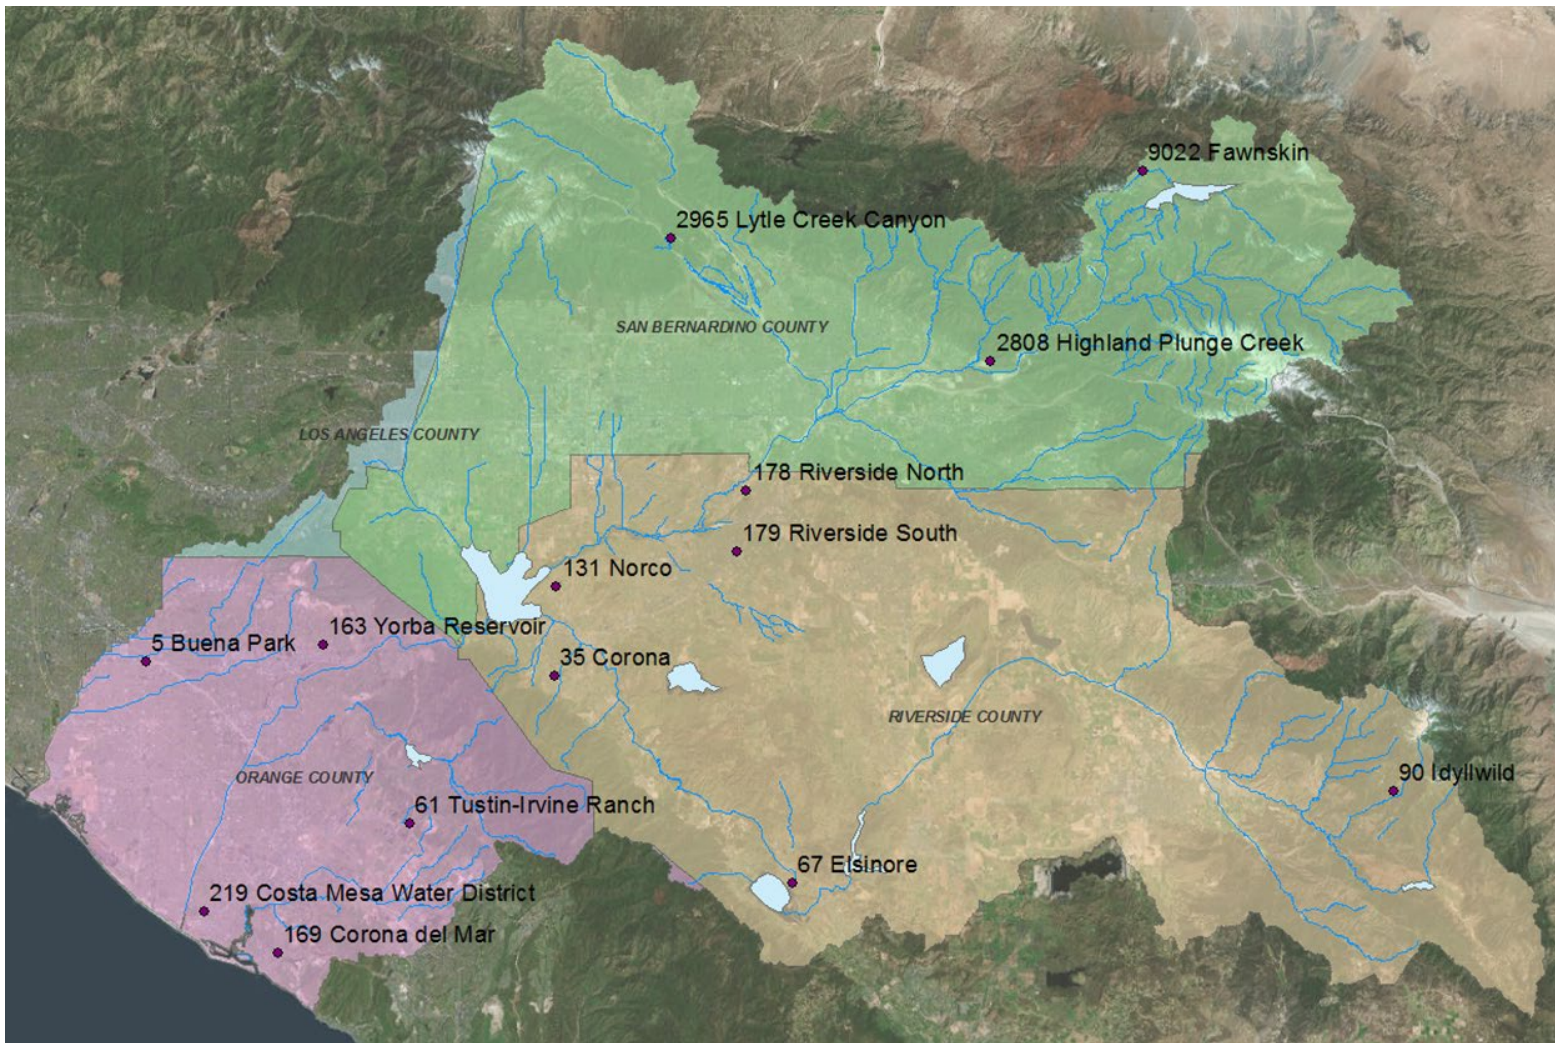 9022 Fawnskin
2965 Lytle Creek Canyon
SAN BERNARDINO COUNTY
2808 Highland Plunge Creek
LOS ANGELES COUNTY
178 Riverside North
179 Riverside South
131 Norco
163 Yorba Reservoir
5 Buena Park
35 Corona
RIVERSIDE COUNTY
ORANGE COUNTY
90 Idyllwild
61 Tustin-Irvine Ranch
67 Elsinore
219 Costa Mesa Water District
169 Corona del Mar